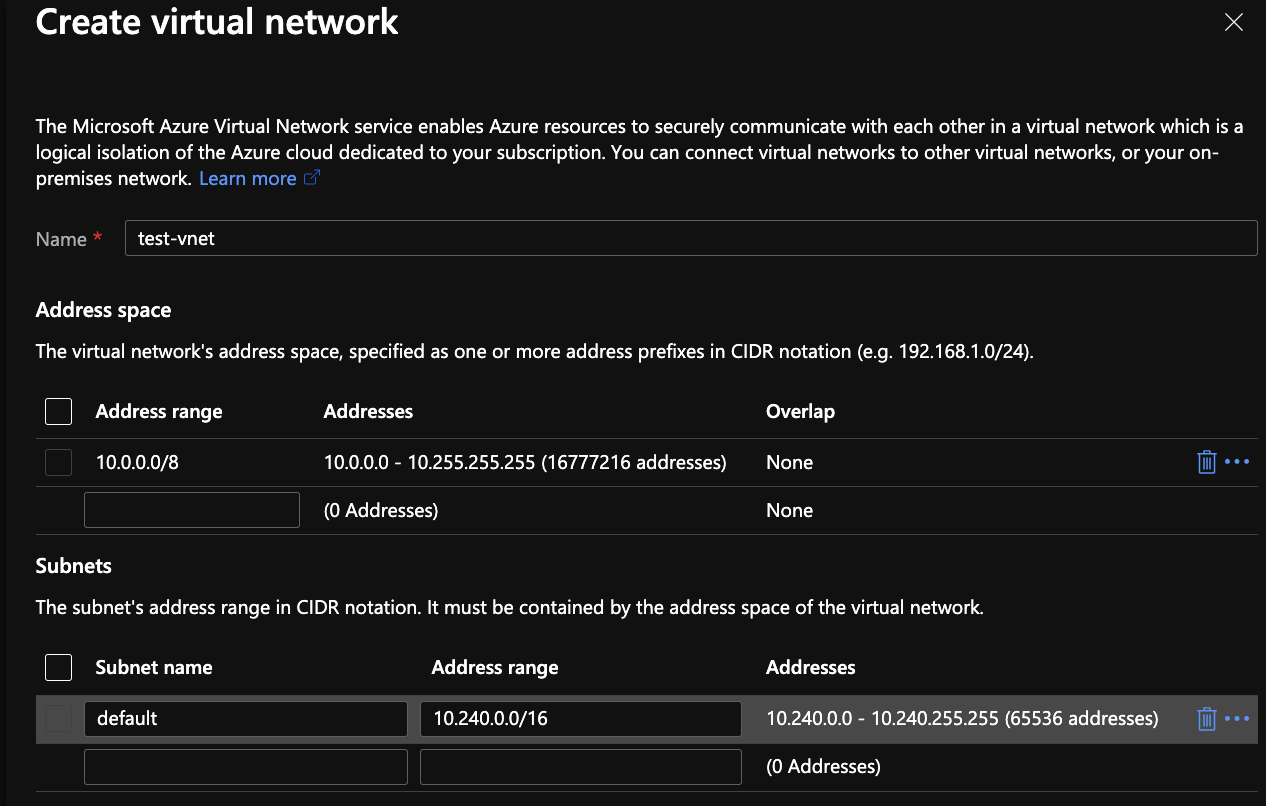 Create virtual network
The Microsoft Azure Virtual Network service enables Azure resources to securely communicate with each other in a virtual network which is a
logical isolation of the Azure cloud dedicated to your subscription. You can connect virtual networks to other virtual networks, or your on-
premises network. Learn more
Name * test-vnet
Address space
The virtual network's address space, specified as one or more address prefixes in CIDR notation (e.g. 192.168.1.0/24).
Address range Addresses Overlap
10.0.0.0/8 10.0.0.0 - 10.255.255.255 (16777216 addresses) None
(0 Addresses) None
Subnets
The subnet's address range in CIDR notation. It must be contained by the address space of the virtual network.
Subnet name Address range Addresses
default 10.240.0.0/16 10.240.0.0 - 10.240.255.255 (65536 addresses)
(0 Addresses)